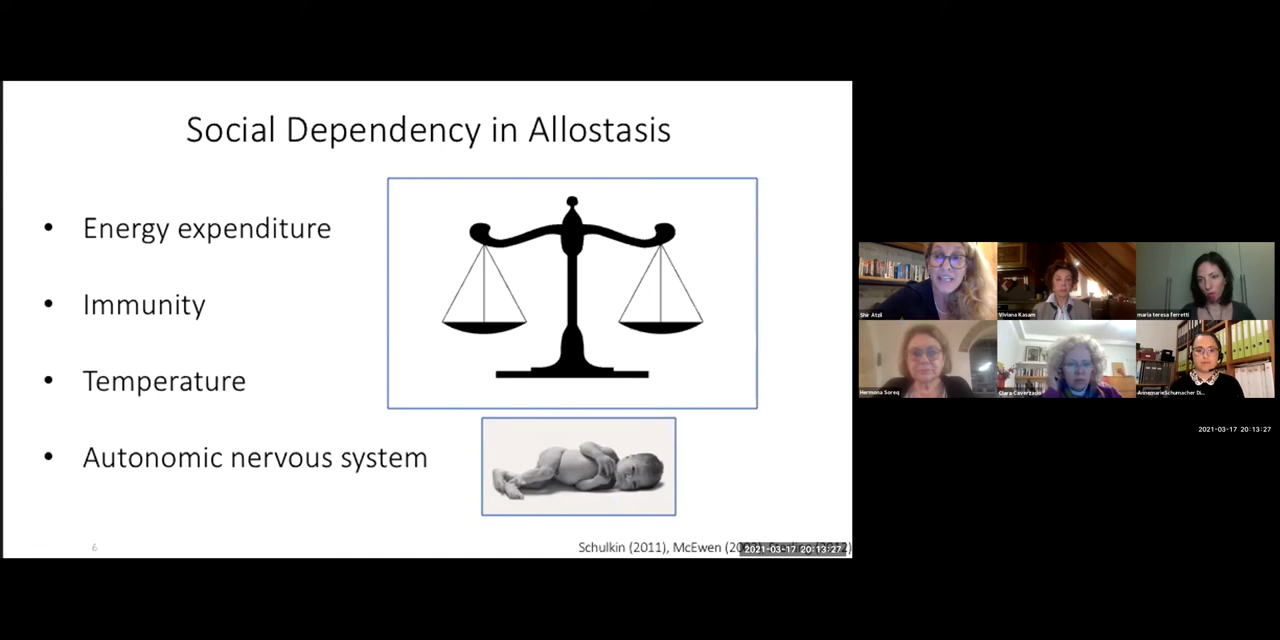 Social Dependency in Allostasis
• Energy expenditure
• Immunity
• Temperature
• Autonomic nervous system
6
Schulkin (2011), McEwen
2021-03-17 20:13:27
Shir Atzil
Viviana Kasam
maria teresa ferretti
Hermona Soreq
Clara Caverzasio
AnnemarieSchumacher Di...
2021-03-17 20:13:27